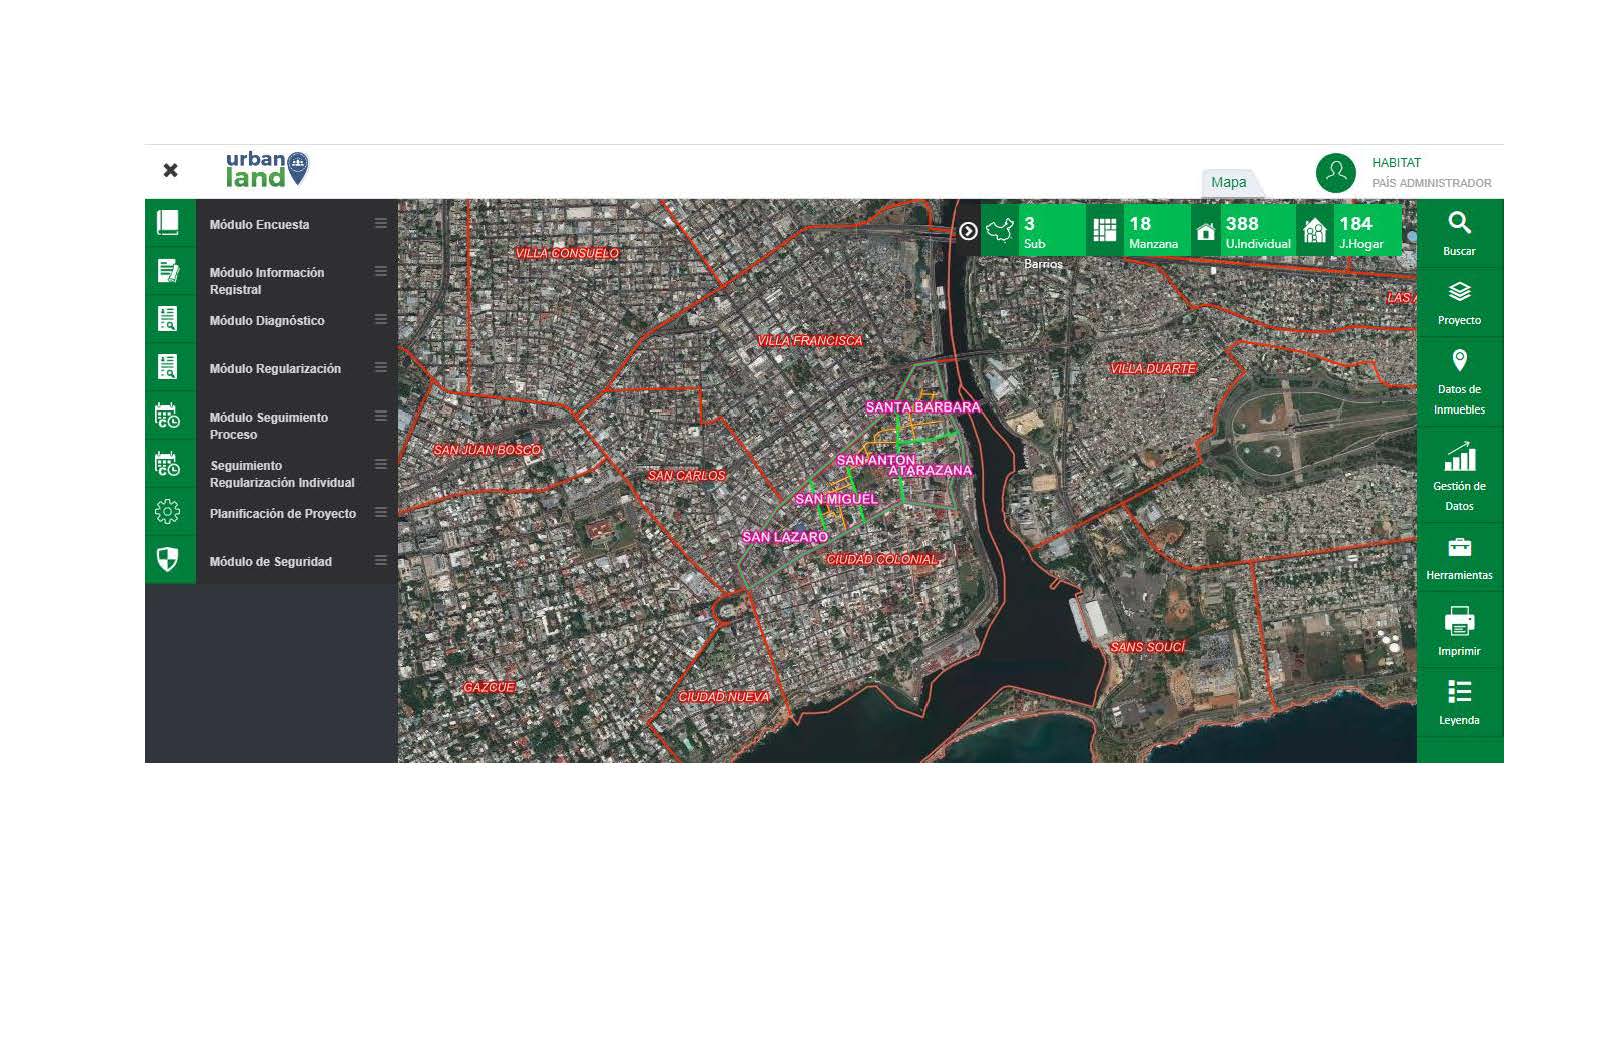 urban
land
Mapa
HABITAT
PAÍS ADMINISTRADOR
Módulo Encuesta
Módulo Información
Registral
Módulo Diagnóstico
Módulo Regularización
Módulo Seguimiento
Proceso
Seguimiento
Regularización Individual
Planificación de Proyecto
Módulo de Seguridad
3
Sub
Barrios
18
Manzana
388
U.Individual
184
J.Hogar
VILLA CONSUELO
LAS A
VILLA FRANCISCA
VILLA DUARTE
SANTA BARBARA
SAN JUAN BOSCO
SAN ANTON
ATARAZANA
SAN CARLOS
SAN MIGUEL
SAN LAZARO
CIUDAD COLONIAL
SANS SOUCÍ
GAZCUE
CIUDAD NUEVA
Buscar
Proyecto
Datos de
Inmuebles
Gestión de
Datos
Herramientas
Imprimir
Leyenda